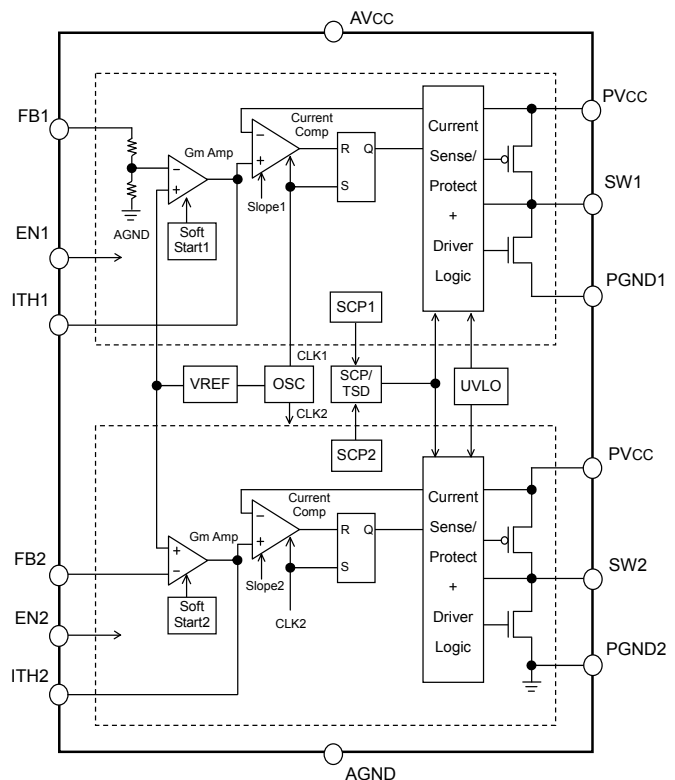 AVCC
FB1
EN1
ITH1
FB2
EN2
ITH2
PVCC
SW1
PGND1
PVCC
SW2
PGND2
AGND
AGND
Gm Amp
−
+
Soft
Start1
Current
Comp
−
+
Slope1
R
Q
S
Current
Sense/
Protect
+
Driver
Logic
CLK1
VREF
OSC
CLK2
SCP1
SCP/
TSD
SCP2
UVLO
Gm Amp
+
−
Soft
Start2
Current
Comp
−
+
Slope2
CLK2
R
Q
S
Current
Sense/
Protect
+
Driver
Logic